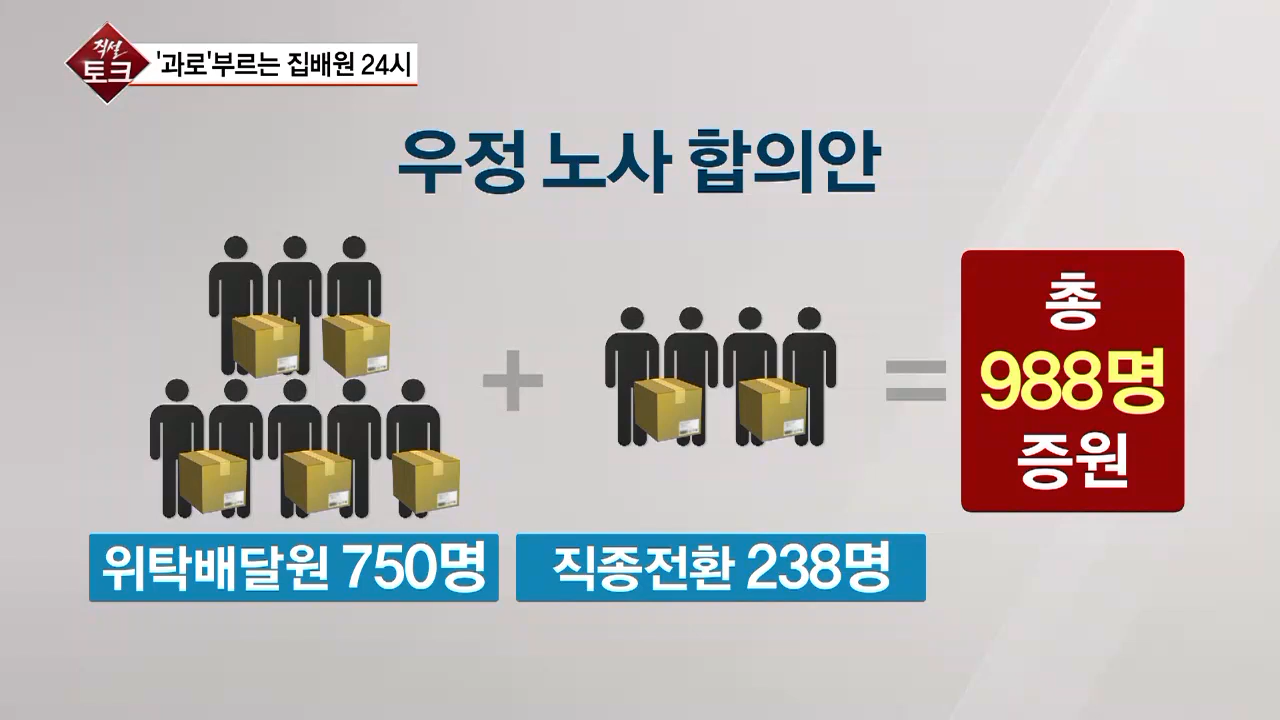 직설
토크
'과로'부르는 집배원 24시
우정 노사 합의안
총
988명
증원
위탁배달원 750명
직종전환 238명